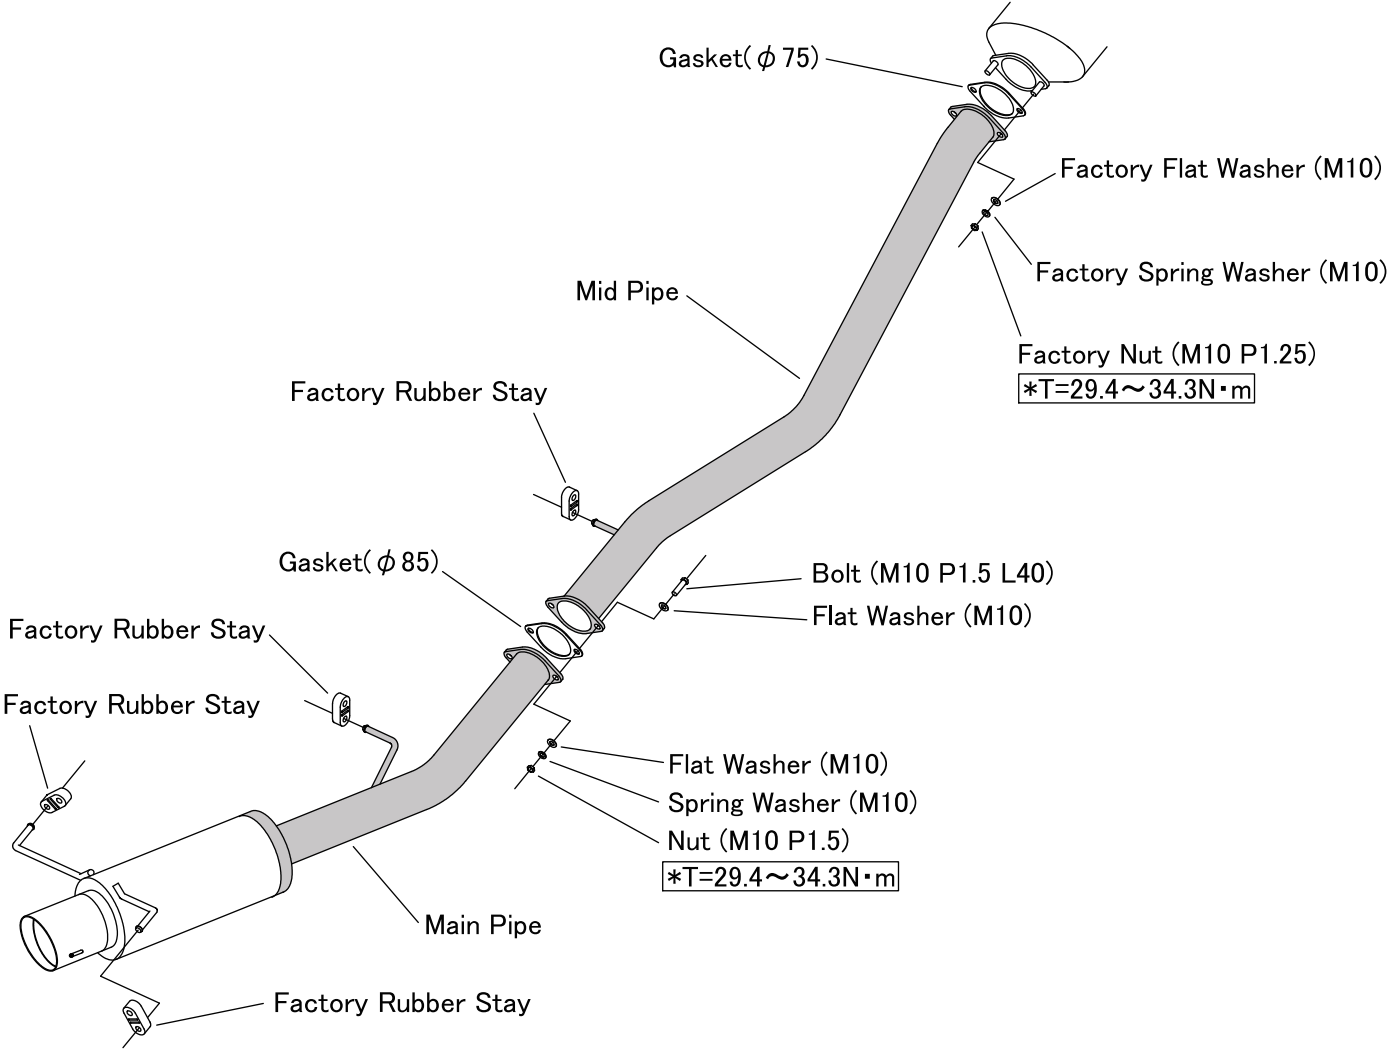 Gasket(φ75)
Factory Flat Washer (M10)
Factory Spring Washer (M10)
Mid Pipe
Factory Nut (M10 P1.25)
*T=29.4～34.3N・m
Factory Rubber Stay
Gasket(φ85)
Bolt (M10 P1.5 L40)
Flat Washer (M10)
Factory Rubber Stay
Factory Rubber Stay
Flat Washer (M10)
Spring Washer (M10)
Nut (M10 P1.5)
*T=29.4～34.3N・m
Main Pipe
Factory Rubber Stay